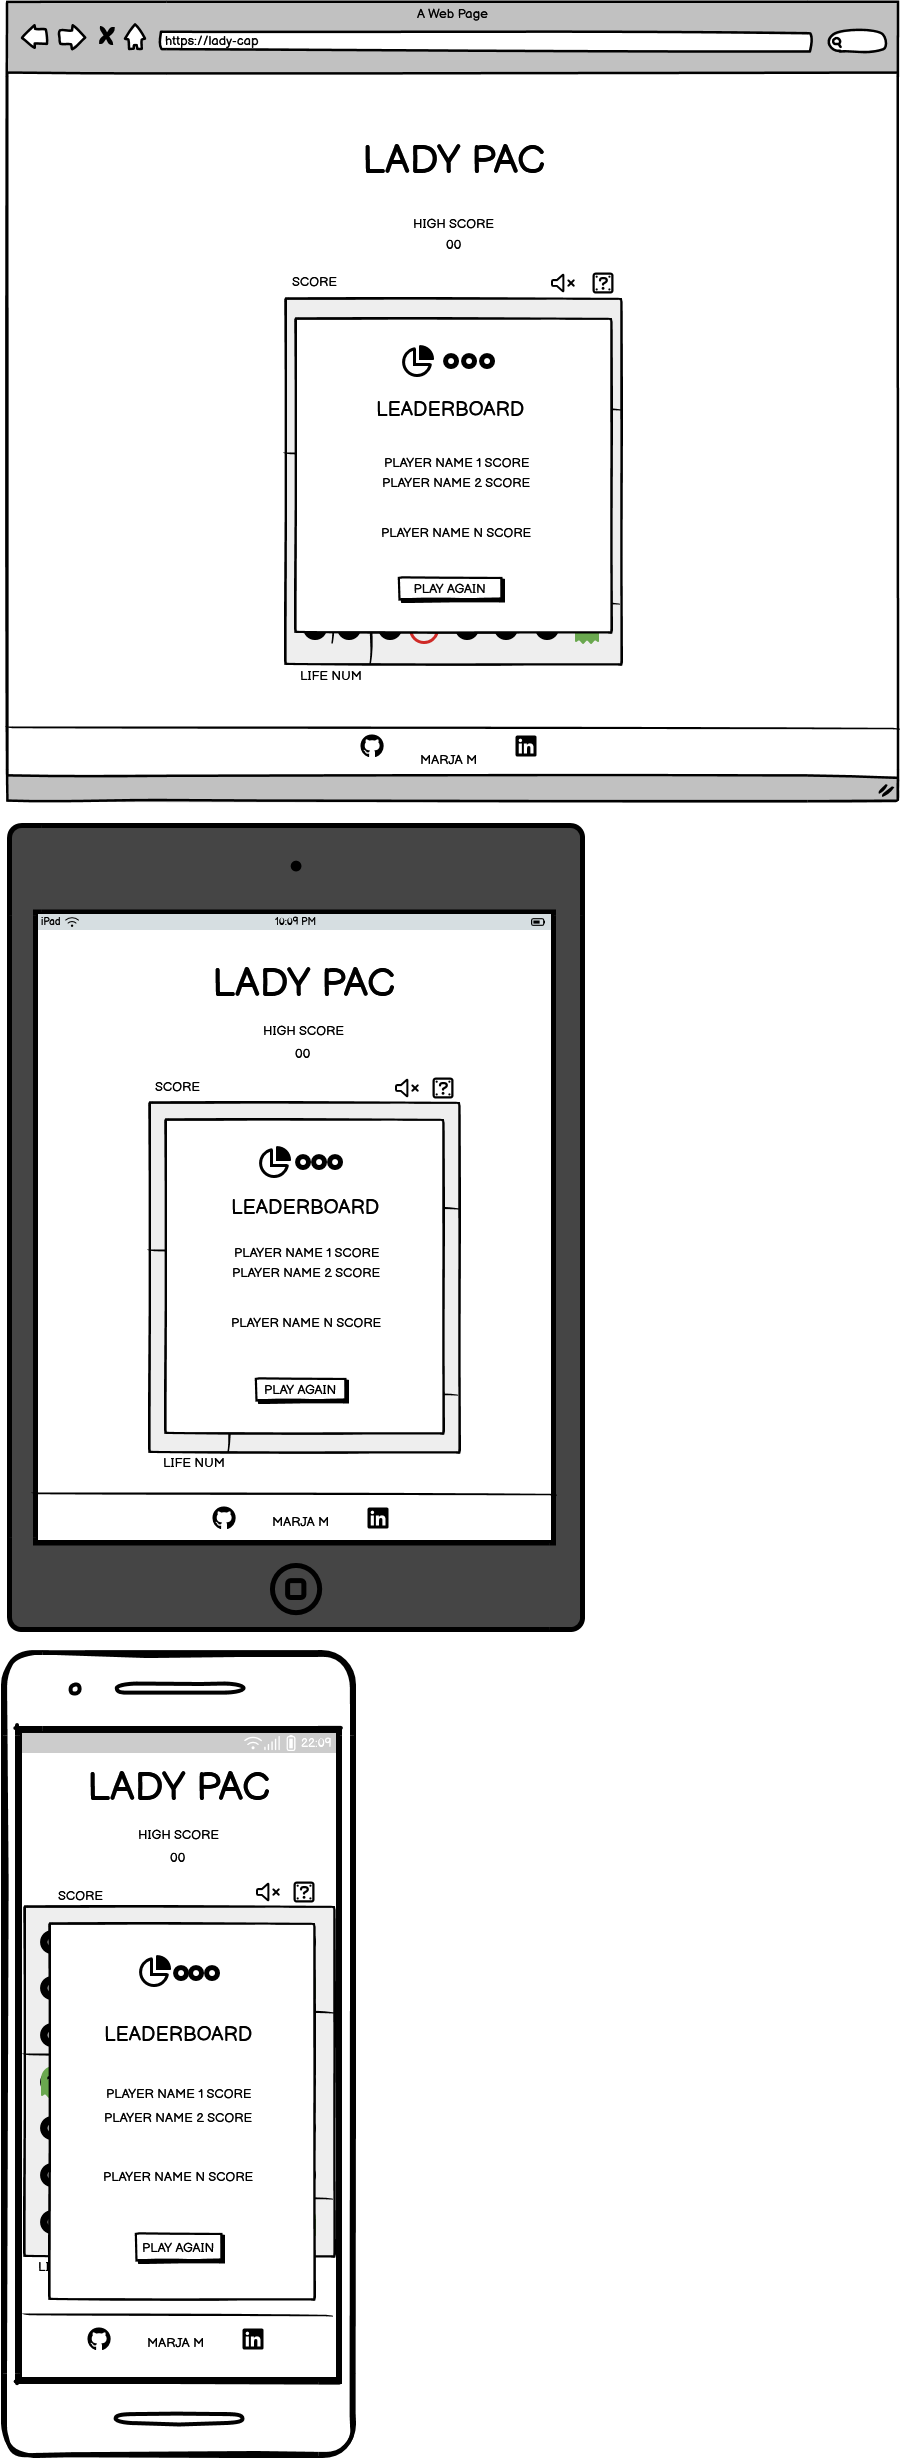 A Web Page
https://lady-cap
LADY PAC
HIGH SCORE
00
SCORE
?
LEADERBOARD
PLAYER NAME 1 SCORE
PLAYER NAME 2 SCORE
PLAYER NAME N SCORE
PLAY AGAIN
LIFE NUM
in
MARJA M
iPad 10:09 PM
LADY PAC
HIGH SCORE
00
SCORE
?
LEADERBOARD
PLAYER NAME 1 SCORE
PLAYER NAME 2 SCORE
PLAYER NAME N SCORE
PLAY AGAIN
LIFE NUM
MARJA M in
22:09
LADY PAC
HIGH SCORE
00
SCORE
?
LEADERBOARD
PLAYER NAME 1 SCORE
PLAYER NAME 2 SCORE
PLAYER NAME N SCORE
PLAY AGAIN
LI
MARJA M in